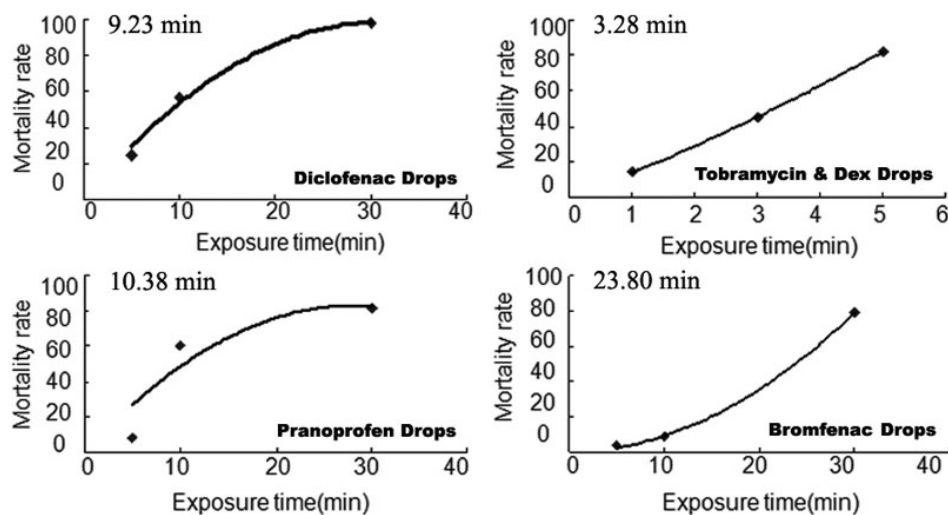 9.23 min
Mortality rate
100
80
60
40
20
0
Diclofenac Drops
0 10 20 30 40
Exposure time(min)
3.28 min
Mortality rate
100
80
60
40
20
0
Tobramycin & Dex Drops
0 1 2 3 4 5 6
Exposure time(min)
10.38 min
Mortality rate
100
80
60
40
20
0
Pranoprofen Drops
0 10 20 30 40
Exposure time(min)
23.80 min
Mortality rate
100
80
60
40
20
0
Bromfenac Drops
0 10 20 30 40
Exposure time(min)